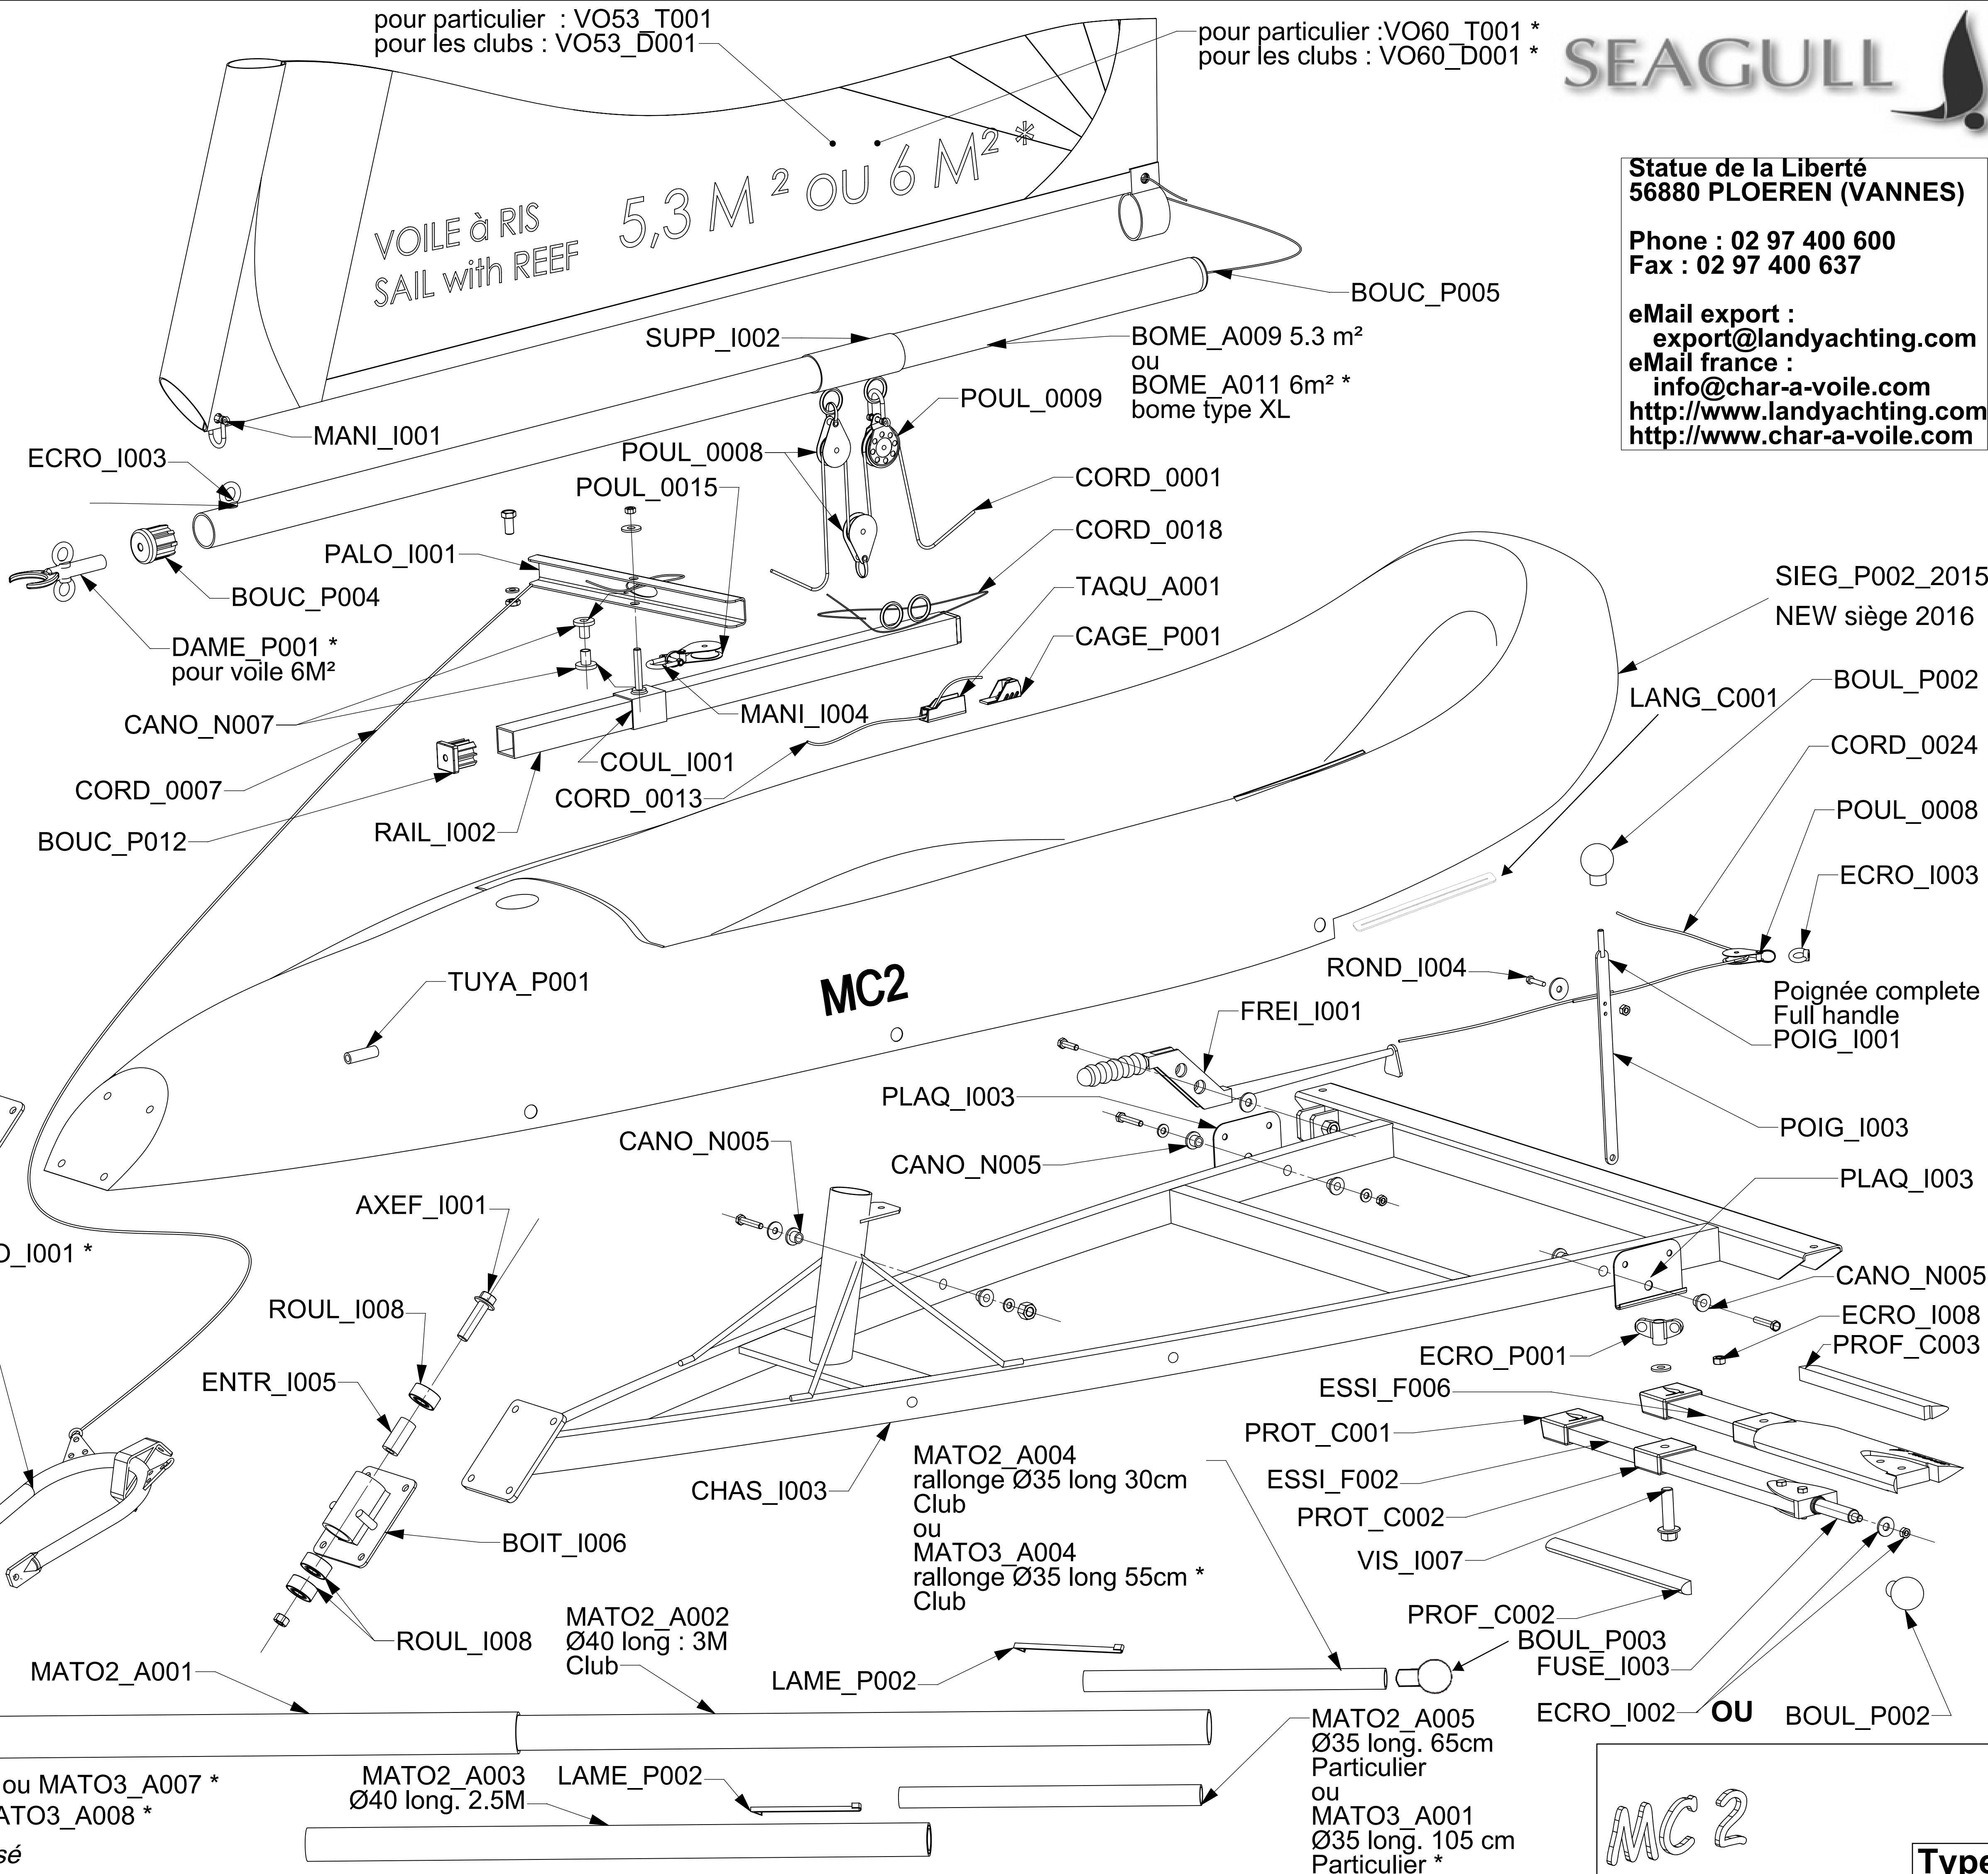 pour particulier : VO53_T001
pour les clubs : VO53_D001
pour particulier :VO60_T001 *
pour les clubs : VO60_D001 *
SEAGULL
Statue de la Liberté
56880 PLOEREN (VANNES)
Phone : 02 97 400 600
Fax : 02 97 400 637
eMail export :
export@landyachting.com
eMail france :
info@char-a-voile.com
http://www.landyachting.com
http://www.char-a-voile.com
VOILE à RIS
SAIL with REEF
5,3 M ² OU 6 M² *
BOUC_P005
SUPP_I002
BOME_A009 5.3 m²
ou
BOME_A011 6m² *
bome type XL
MANI_I001
ECRO_I003
POUL_0009
POUL_0008
POUL_0015
CORD_0001
CORD_0018
PALO_I001
BOUC_P004
TAQU_A001
CAGE_P001
SIEG_P002_2015
NEW siège 2016
DAME_P001 *
pour voile 6M²
CANO_N007
MANI_I004
LANG_C001
BOUL_P002
COUL_I001
CORD_0007
CORD_0013
CORD_0024
RAIL_I002
BOUC_P012
POUL_0008
ECRO_I003
TUYA_P001
MC2
ROND_I004
FREI_I001
Poignée complete
Full handle
POIG_I001
PLAQ_I003
CANO_N005
CANO_N005
POIG_I003
PLAQ_I003
AXEF_I001
O_I001 *
CANO_N005
ROUL_I008
ECRO_I008
PROF_C003
ENTR_I005
ECRO_P001
ESSI_F006
PROT_C001
CHAS_I003
MATO2_A004
rallonge Ø35 long 30cm
Club
ou
MATO3_A004
rallonge Ø35 long 55cm *
Club
ESSI_F002
PROT_C002
BOIT_I006
VIS_I007
ROUL_I008
MATO2_A002
Ø40 long : 3M
Club
PROF_C002
BOUL_P003
FUSE_I003
MATO2_A001
LAME_P002
ECRO_I002
OU
BOUL_P002
MATO2_A005
Ø35 long. 65cm
Particulier
ou
MATO3_A001
Ø35 long. 105 cm
Particulier *
ou MATO3_A007 *
ATO3_A008 *
sé
MATO2_A003
Ø40 long. 2.5M
LAME_P002
MC 2
Type